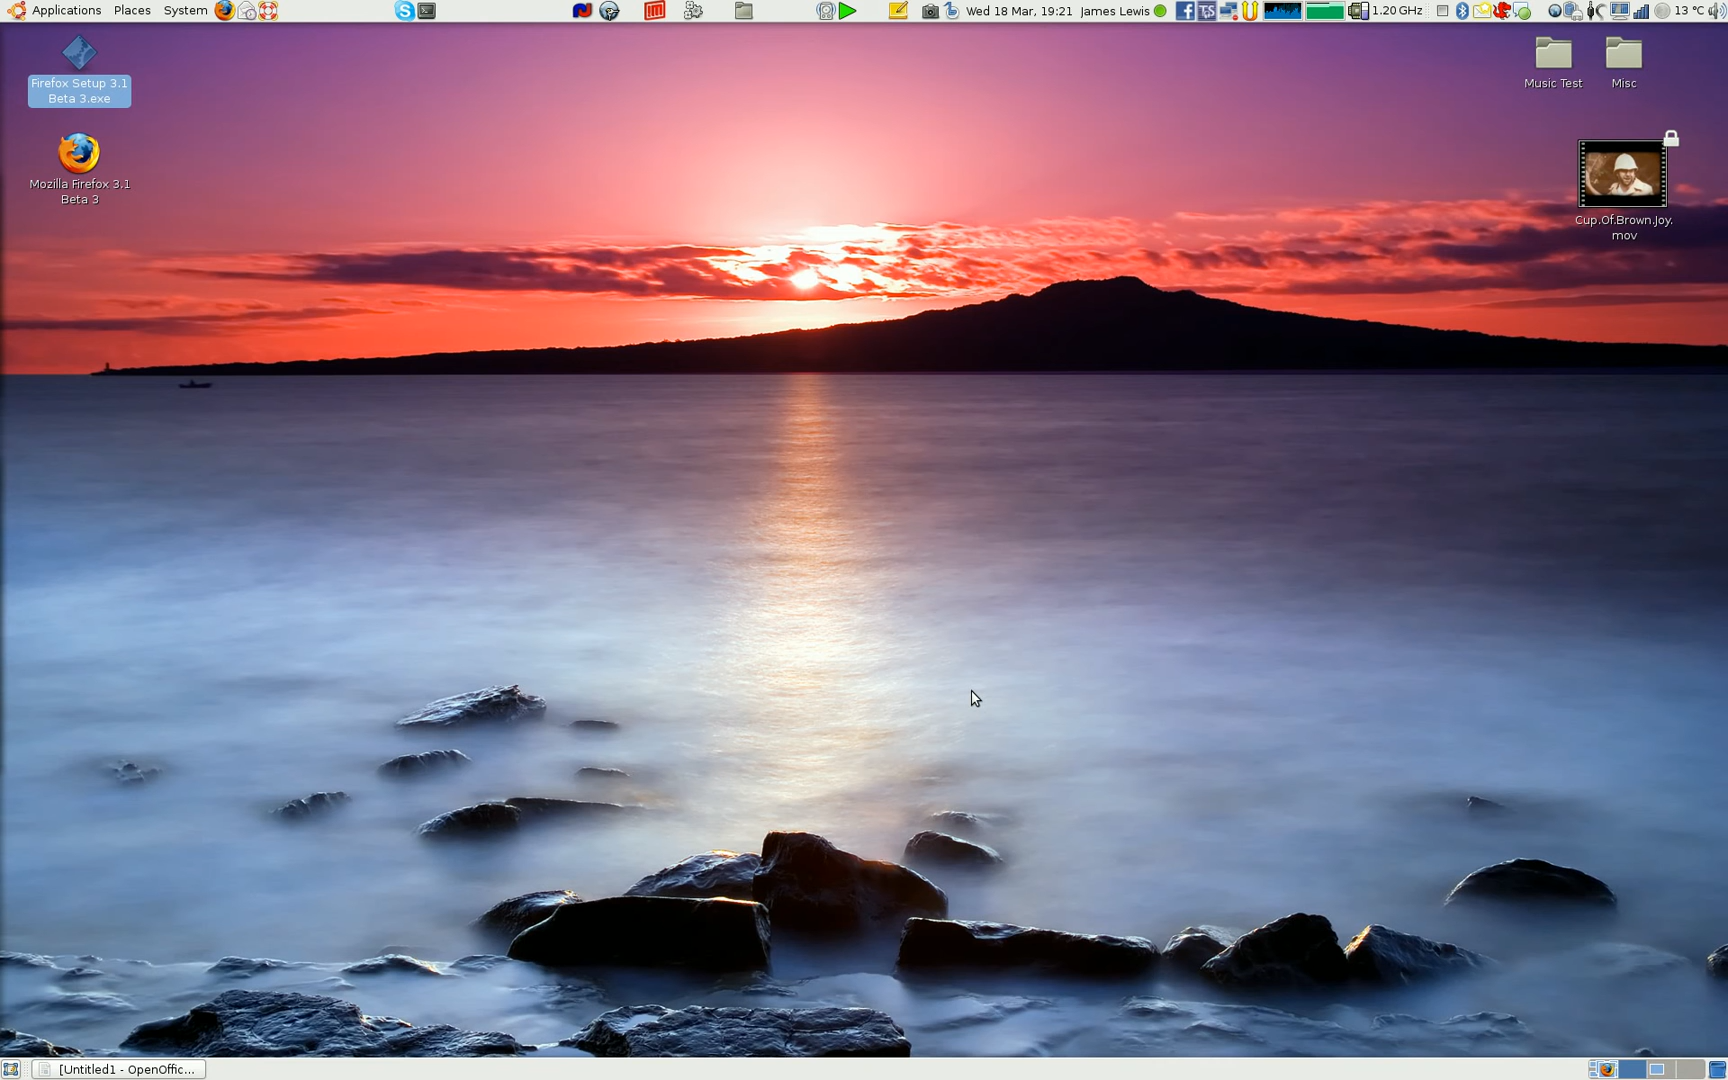 Applications Places System
Wed 18 Mar, 19:21 James Lewis
1.20 GHz
13 °C
Firefox Setup 3.1
Beta 3.exe
Mozilla Firefox 3.1
Beta 3
Music Test
Misc
Cup.Of.Brown.Joy.
mov
[Untitled1 - OpenOffic...